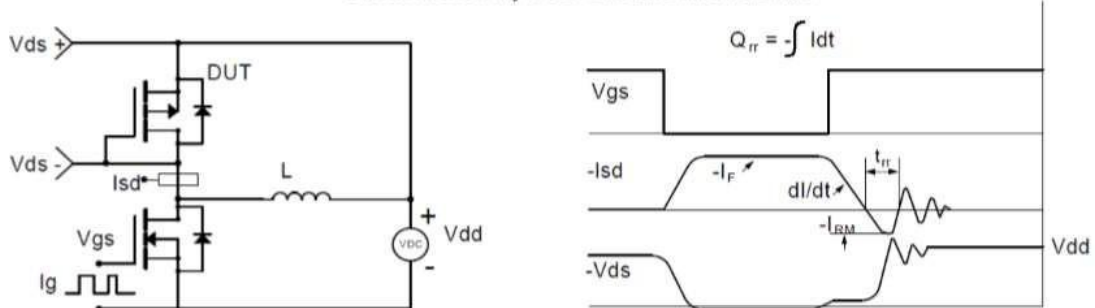 Vds +
DUT
Vds -
Isd
L
Vgs
+
VDC
Vdd
-
Ig
Qrr = -∫ Idt
Vgs
-Isd
-IF
dI/dt
trr
-IRM
Vdd
-Vds